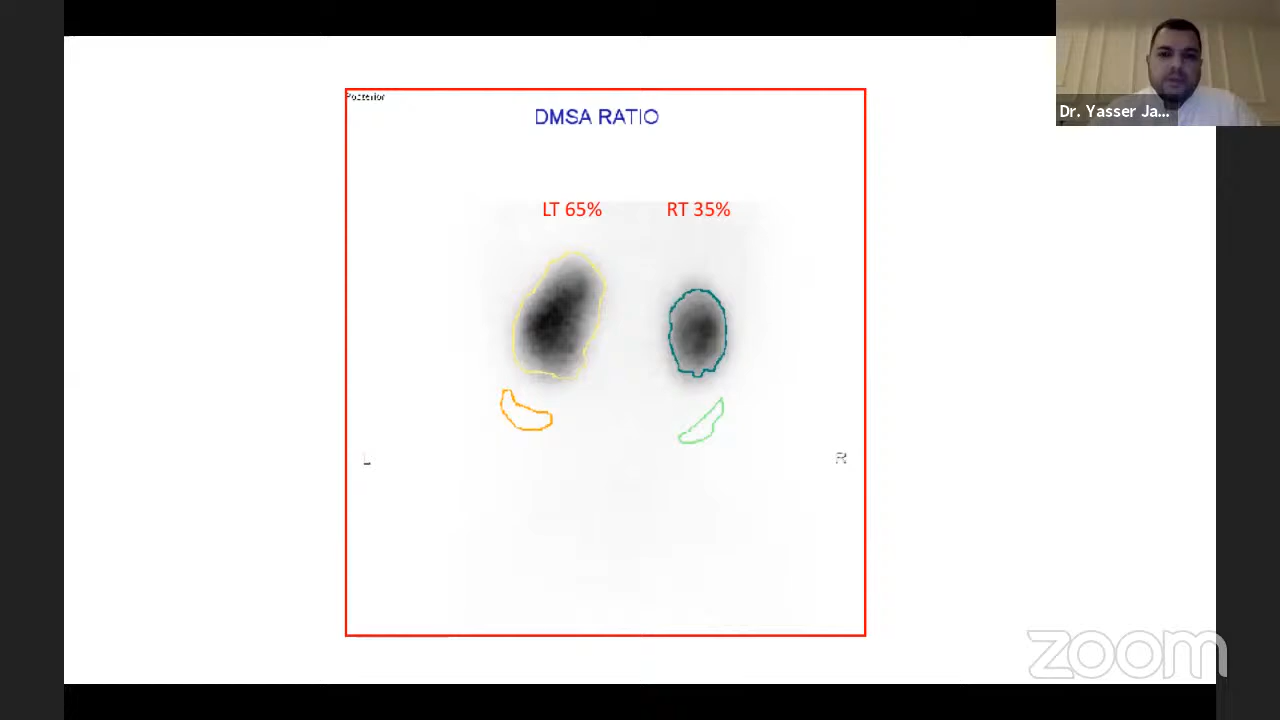 Posterior
DMSA RATIO
LT 65%
RT 35%
L
R
Dr. Yasser Ja...
zoom